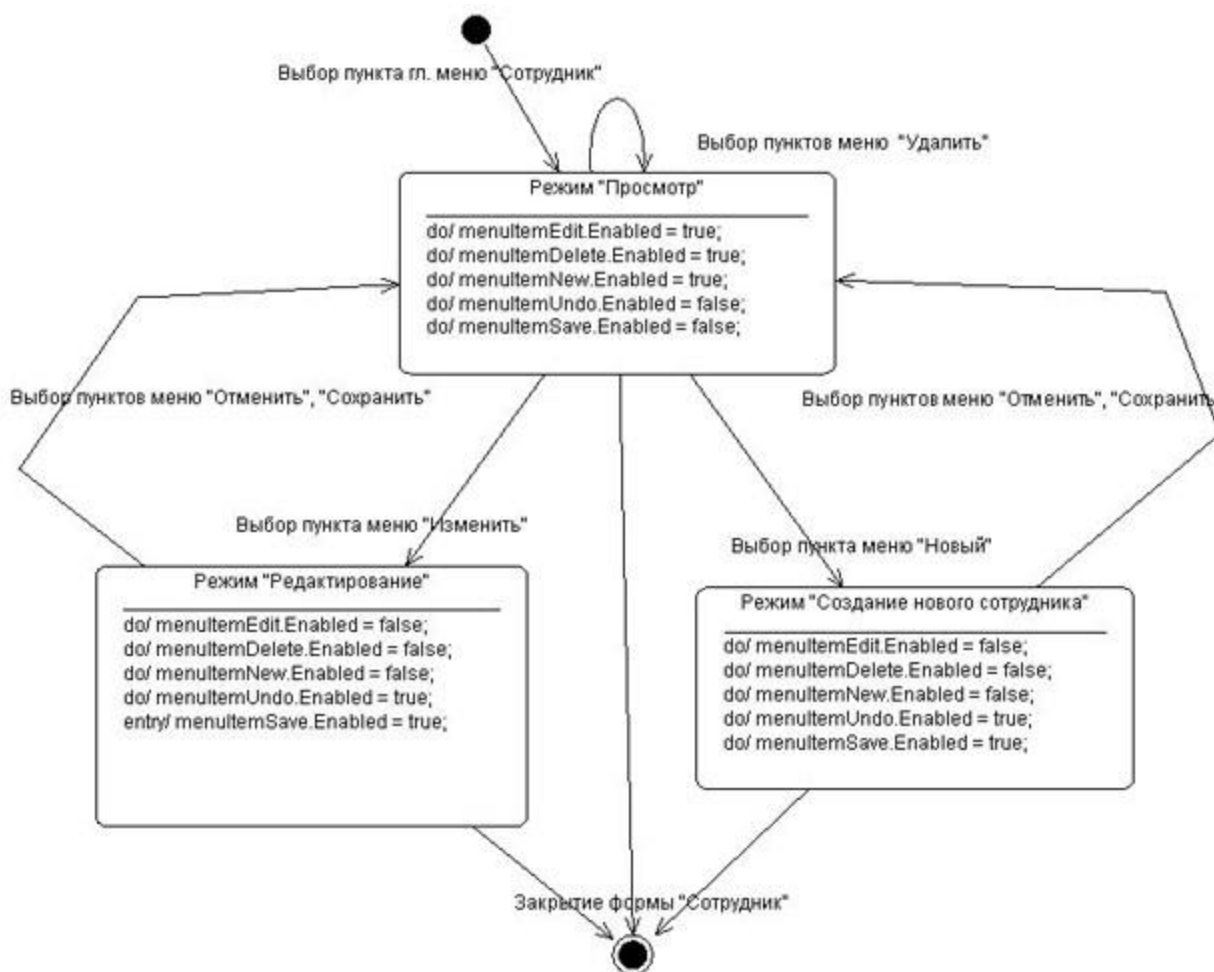 Выбор пункта гл. меню "Сотрудник"
Выбор пунктов меню "Удалить"
Режим "Просмотр"
do/ menuItemEdit.Enabled = true;
do/ menuItemDelete.Enabled = true;
do/ menuItemNew.Enabled = true;
do/ menuItemUndo.Enabled = false;
do/ menuItemSave.Enabled = false;
Выбор пунктов меню "Отменить", "Сохранить"
Выбор пунктов меню "Отменить", "Сохранить
Выбор пункта меню "Изменить"
Выбор пункта меню "Новый"
Режим "Редактирование"
do/ menuItemEdit.Enabled = false;
do/ menuItemDelete.Enabled = false;
do/ menuItemNew.Enabled = false;
do/ menuItemUndo.Enabled = true;
entry/ menuItemSave.Enabled = true;
Режим "Создание нового сотрудника"
do/ menuItemEdit.Enabled = false;
do/ menuItemDelete.Enabled = false;
do/ menuItemNew.Enabled = false;
do/ menuItemUndo.Enabled = true;
do/ menuItemSave.Enabled = true;
Закрытие формы "Сотрудник"